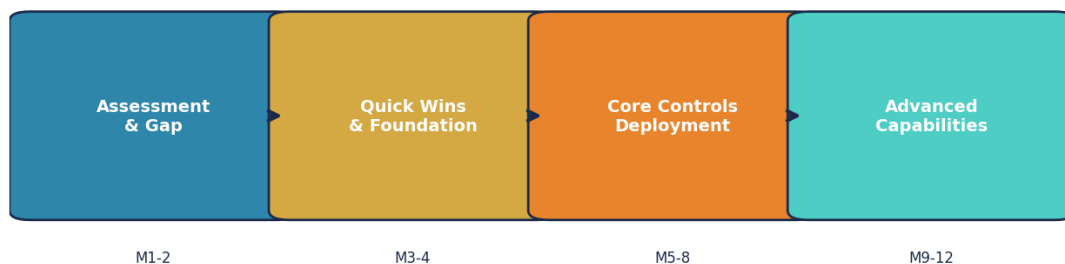 Assessment
& Gap
Quick Wins
& Foundation
Core Controls
Deployment
Advanced
Capabilities
M1-2
M3-4
M5-8
M9-12